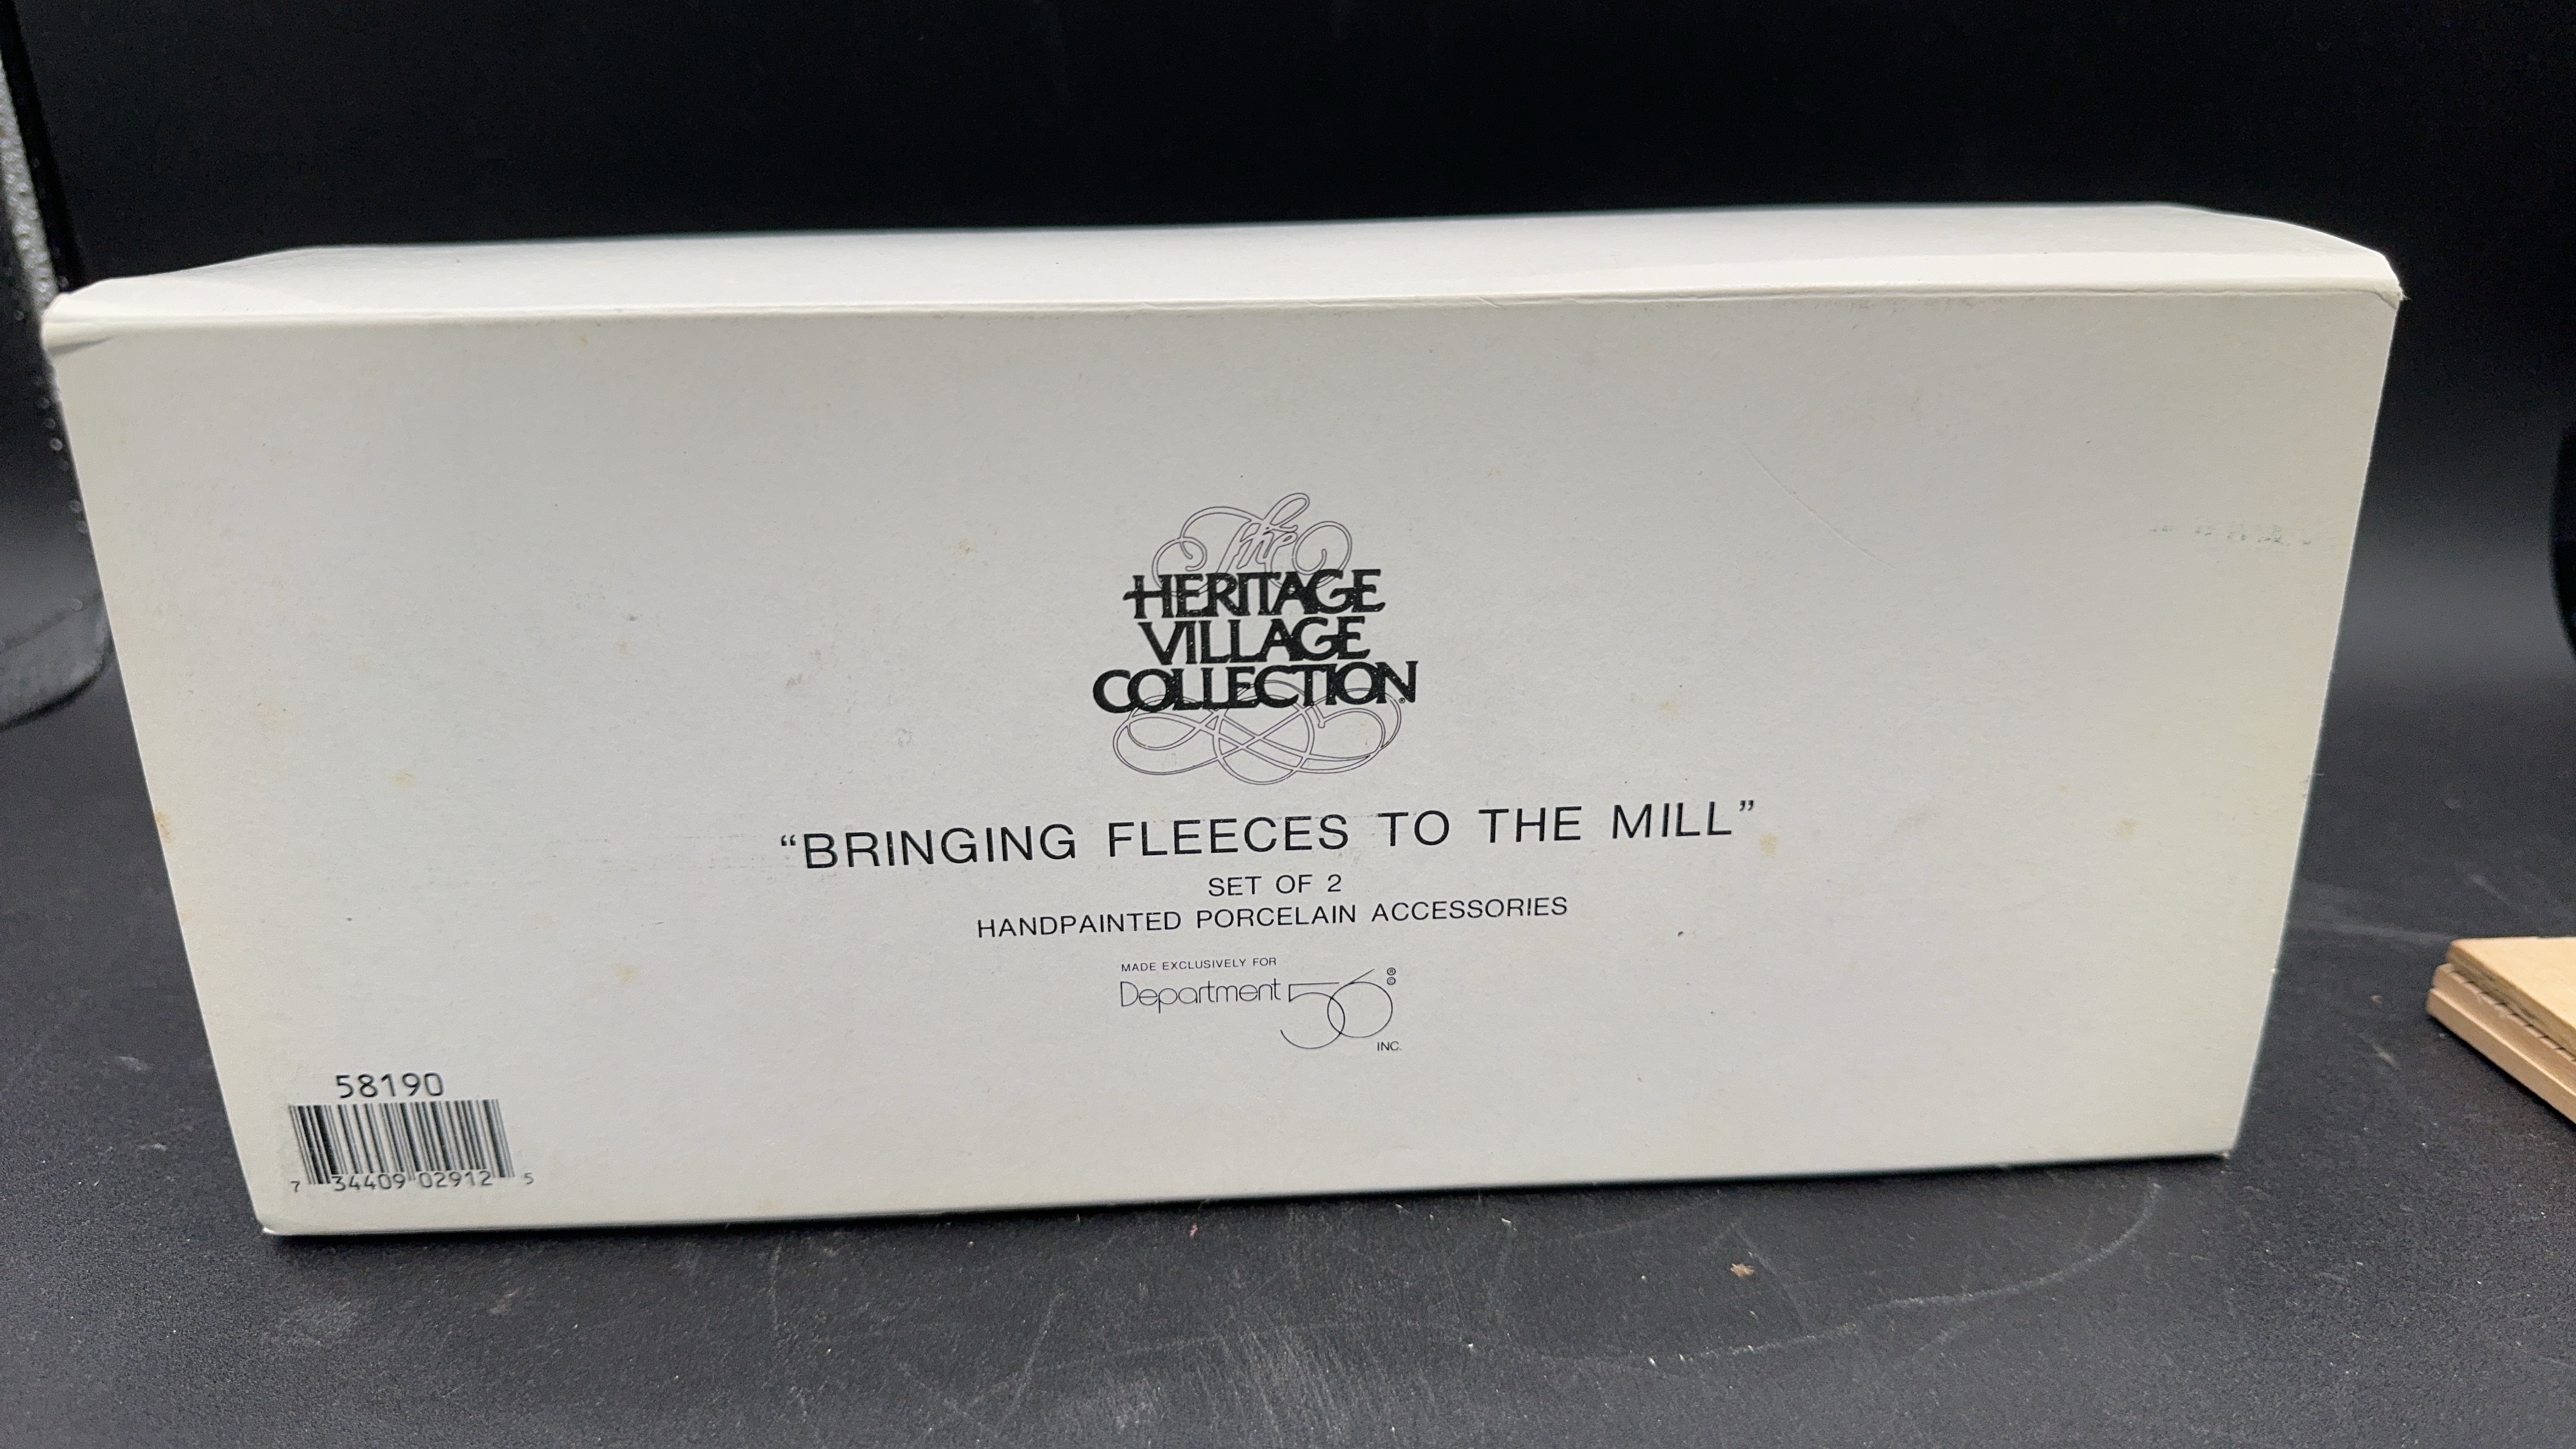 The
HERITAGE
VILLAGE
COLLECTION®
“BRINGING FLEECES TO THE MILL”
SET OF 2
HANDPAINTED PORCELAIN ACCESSORIES
MADE EXCLUSIVELY FOR
Department 56 ® ©
INC.
58190
7 34409 02912 5